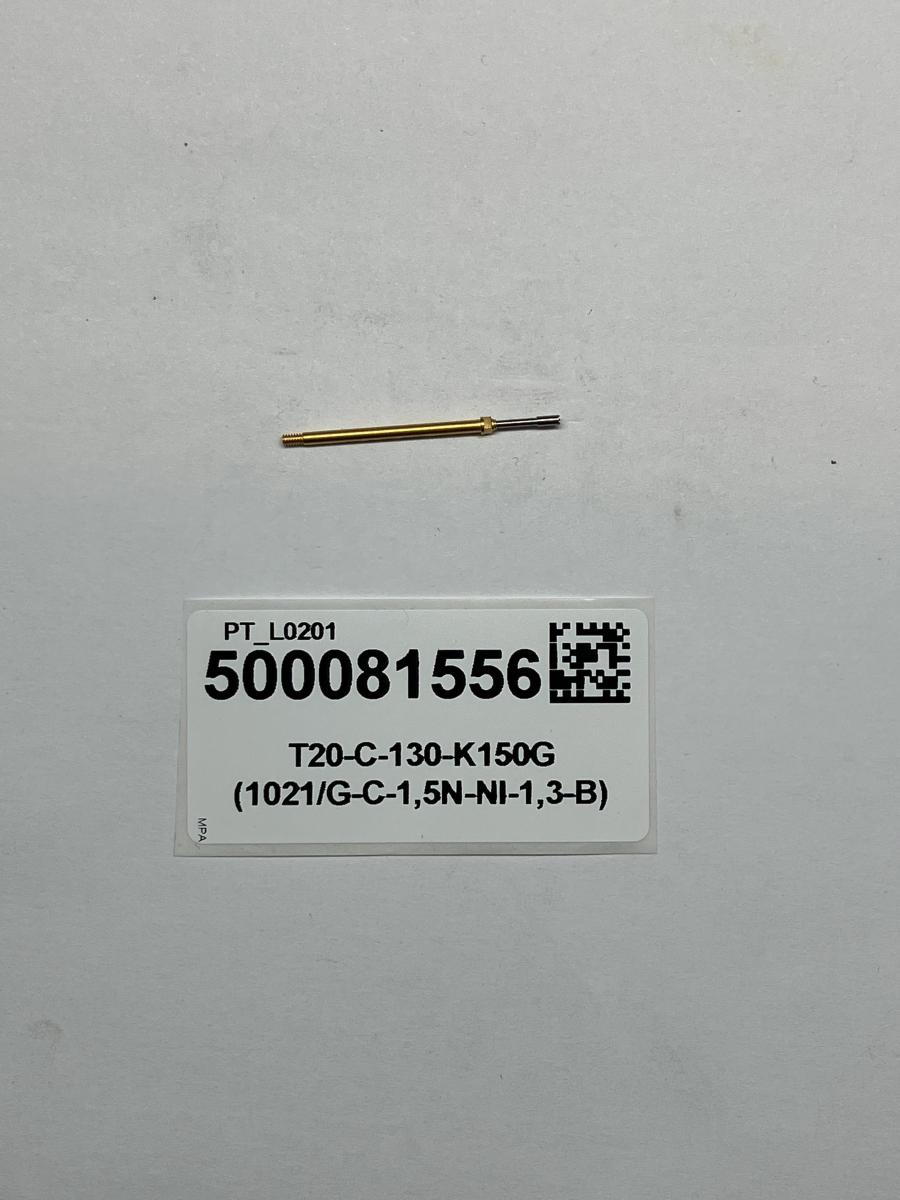 PT_L0201
500081556
T20-C-130-K150G
(1021/G-C-1,5N-NI-1,3-B)
MPA